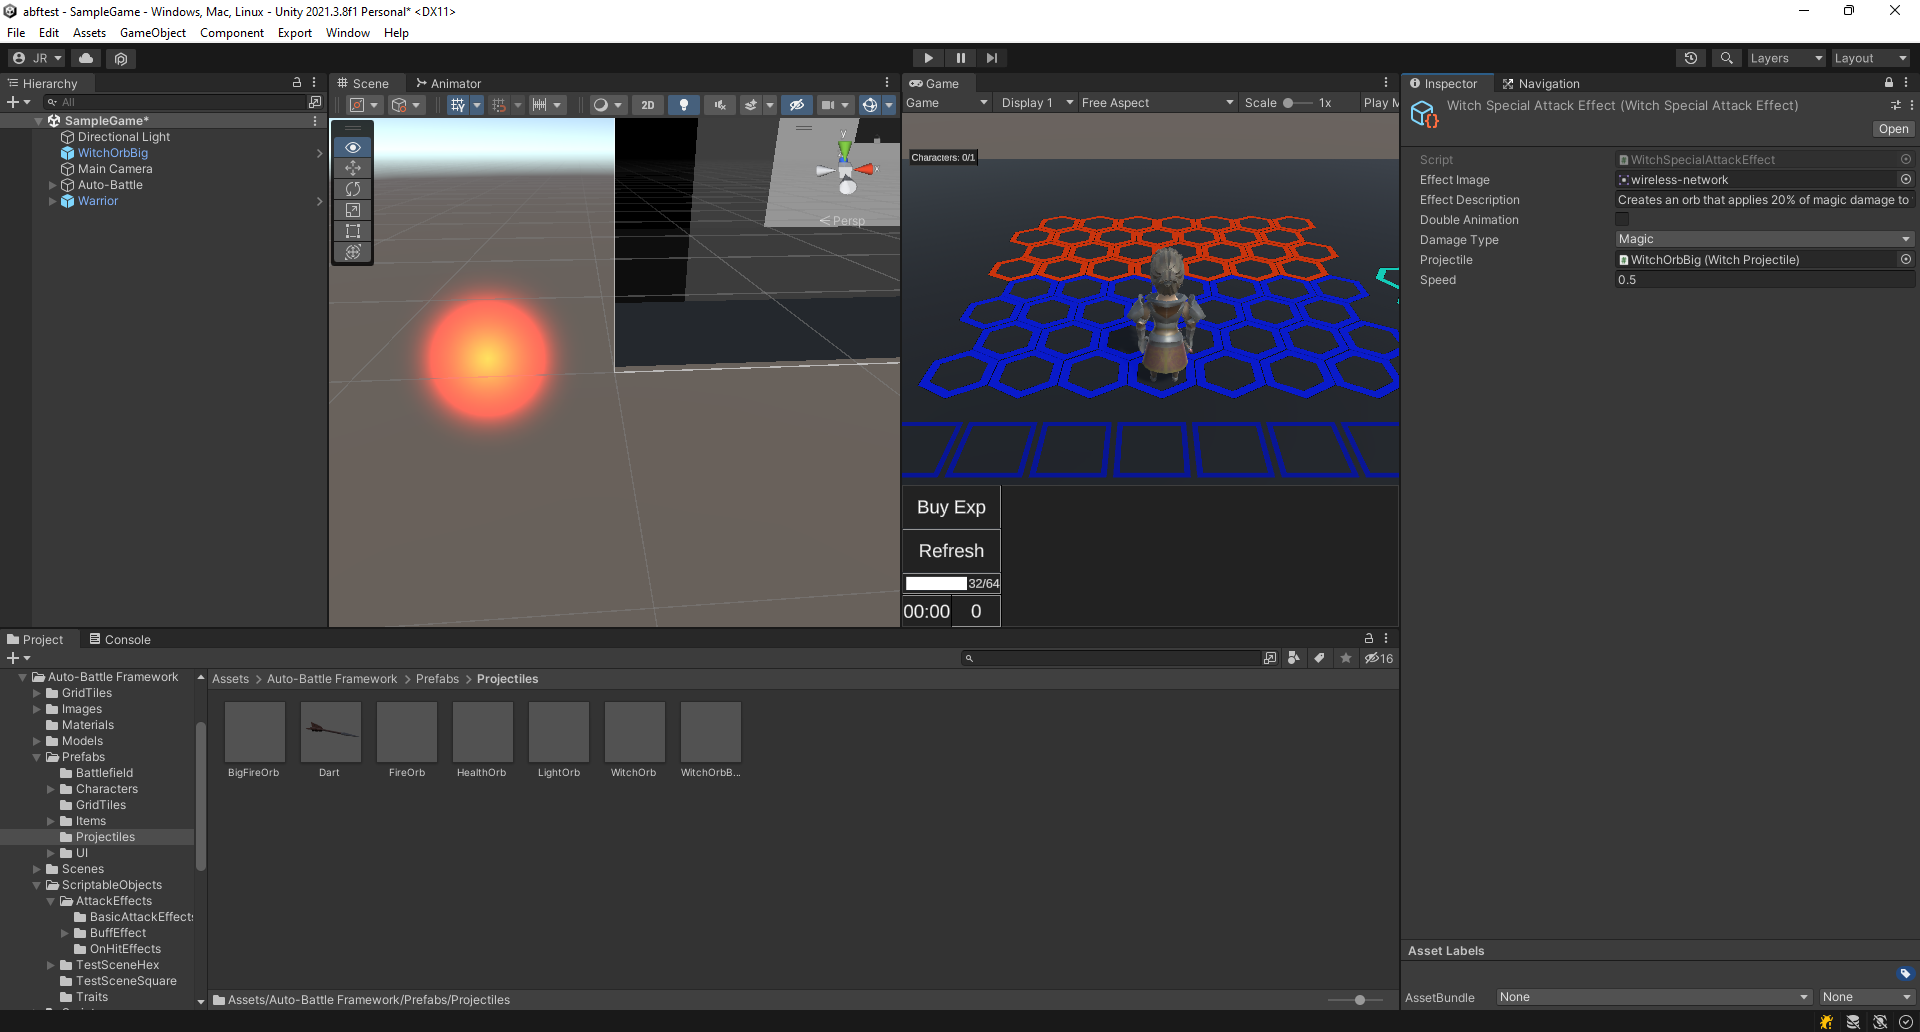 abftest - SampleGame - Windows, Mac, Linux - Unity 2021.3.8f1 Personal* <DX11>
File Edit Assets GameObject Component Export Window Help
JR Layers Layout
Hierarchy
All
SampleGame*
Directional Light
WitchOrbBig
Main Camera
Auto-Battle
Warrior
Scene Animator
2D
y
x
Persp
Game
Game Display 1 Free Aspect Scale 1x Play M
Characters: 0/1
Buy Exp
Refresh
32/64
00:00 0
Inspector Navigation
Witch Special Attack Effect (Witch Special Attack Effect)
Open
Script WitchSpecialAttackEffect
Effect Image wireless-network
Effect Description Creates an orb that applies 20% of magic damage to
Double Animation
Damage Type Magic
Projectile WitchOrbBig (Witch Projectile)
Speed 0.5
Asset Labels
AssetBundle None None
Project Console
16
Auto-Battle Framework
GridTiles
Images
Materials
Models
Prefabs
Battlefield
Characters
GridTiles
Items
Projectiles
UI
Scenes
ScriptableObjects
AttackEffects
BasicAttackEffects
BuffEffect
OnHitEffects
TestSceneHex
TestSceneSquare
Traits
Assets > Auto-Battle Framework > Prefabs > Projectiles
BigFireOrb Dart FireOrb HealthOrb LightOrb WitchOrb WitchOrbB...
Assets/Auto-Battle Framework/Prefabs/Projectiles